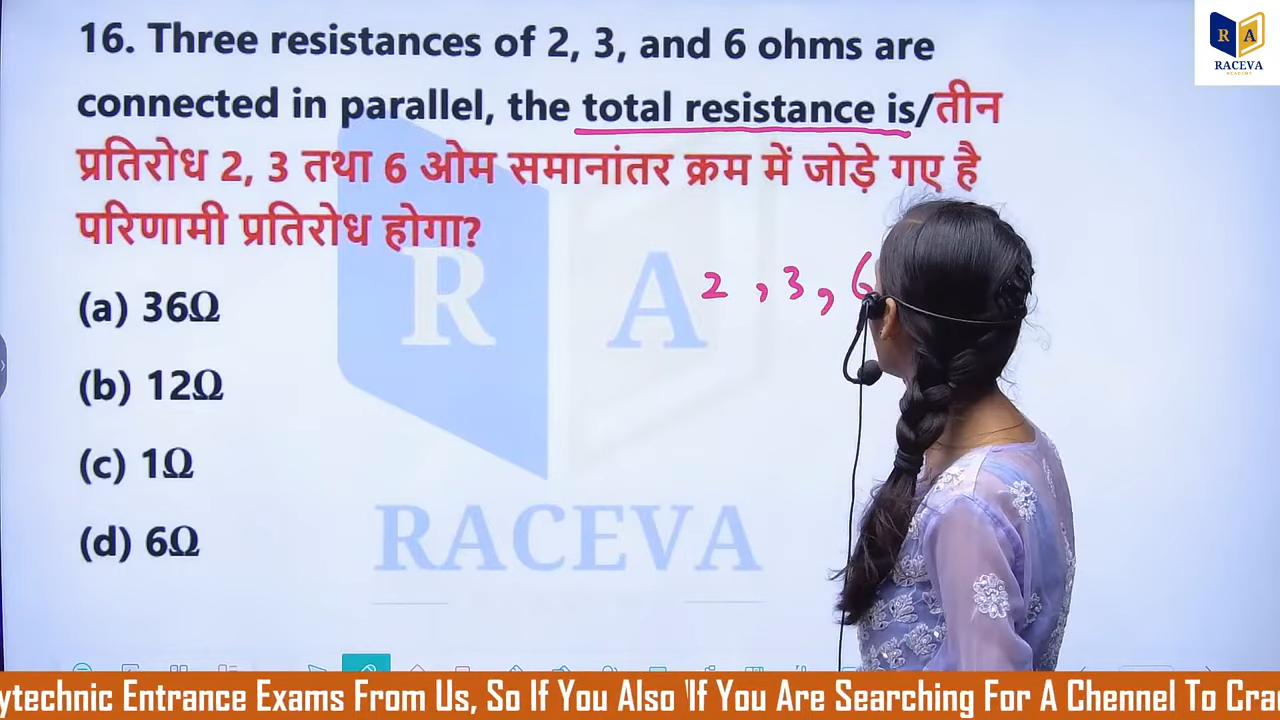 16. Three resistances of 2, 3, and 6 ohms are
connected in parallel, the total resistance is/तीन
प्रतिरोध 2, 3 तथा 6 ओम समानांतर क्रम में जोड़े गए है
परिणामी प्रतिरोध होगा?
(a) 36Ω
(b) 12Ω
(c) 1Ω
(d) 6Ω
2 , 3 , 6
R A
RACEVA
R A
RACEVA
ACADEMY
ytechnic Entrance Exams From Us, So If You Also 'If You Are Searching For A Chennel To Cra